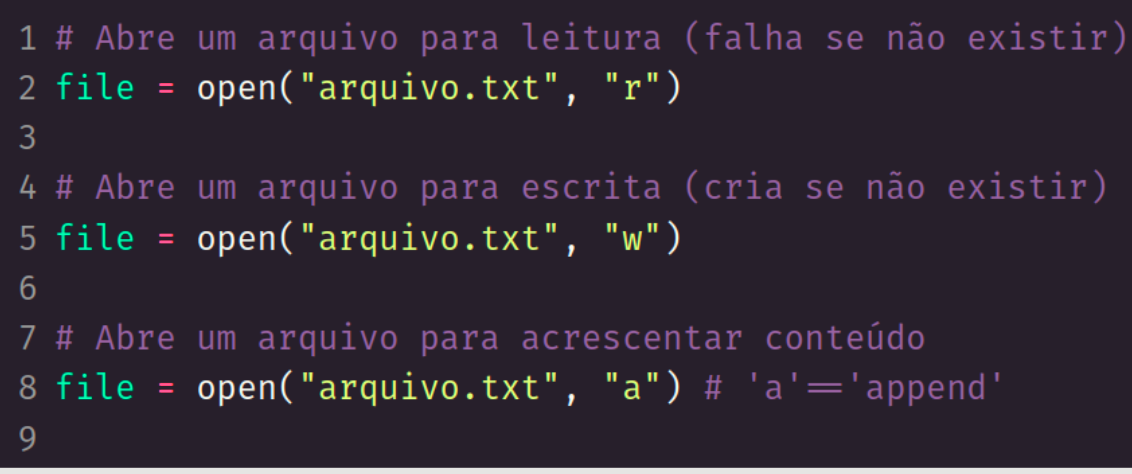 1 # Abre um arquivo para leitura (falha se não existir)
2 file = open("arquivo.txt", "r")
3
4 # Abre um arquivo para escrita (cria se não existir)
5 file = open("arquivo.txt", "w")
6
7 # Abre um arquivo para acrescentar conteúdo
8 file = open("arquivo.txt", "a") # 'a'=='append'
9